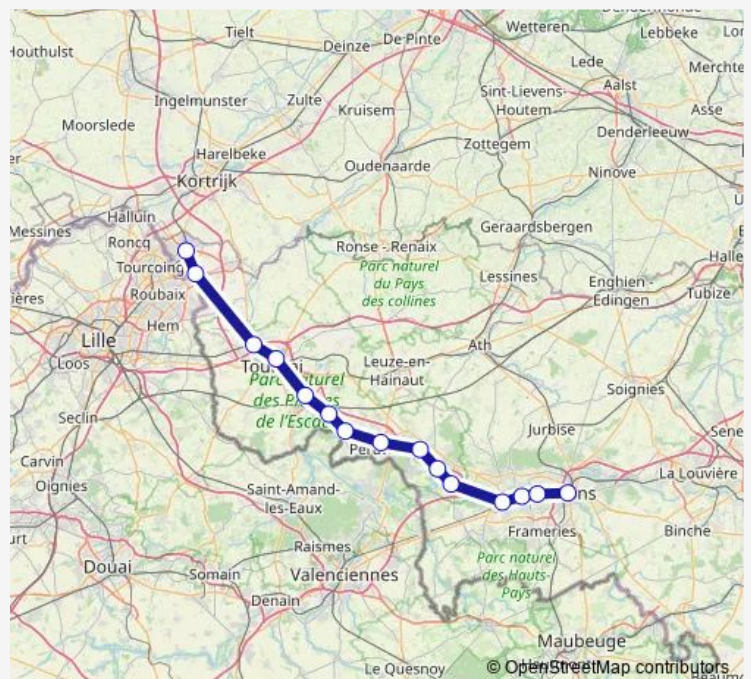 Tielt
Deinze
De Pinte
Wetteren
Lebbeke
Houthulst
Lede
Aalst
Merchte
Ingelmunster
Zulte
Kruisem
Sint-Lievens-
Houtem
Asse
Moorslede
Denderleeuw
Zottegem
Harelbeke
Oudenaarde
Ninove
Kortrijk
Messines
Halluin
Roncq
Geraardsbergen
Ronse - Renaix
Halle
Tourcoing
Parc naturel
du Pays
des collines
Lessines
Enghien -
Edingen
Tubize
Roubaix
Hem
Lille
Loos
Ath
Leuze-en-
Hainaut
Parc naturel
Soignies
Seclin
Jurbise
Carvin
Oignies
La Louvière
Saint-Amand-
les-Eaux
Frameries
Binche
Raismes
Parc naturel
des Hauts-
Pays
Douai
Somain
Valenciennes
Denain
Maubeuge
Le Quesnoy
© OpenStreetMap contributors